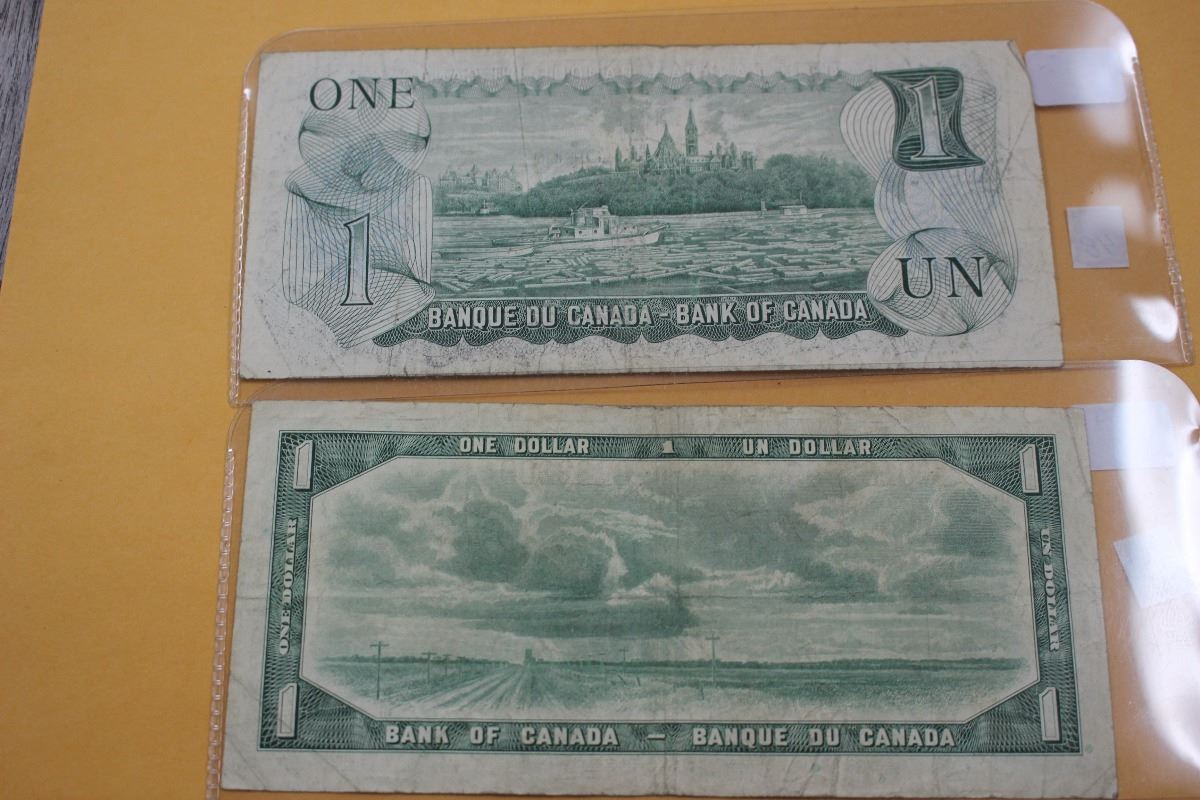 ONE
1
1
UN
BANQUE DU CANADA - BANK OF CANADA
ONE DOLLAR 1 UN DOLLAR
1
1
ONE DOLLAR
UN DOLLAR
1
1
BANK OF CANADA — BANQUE DU CANADA